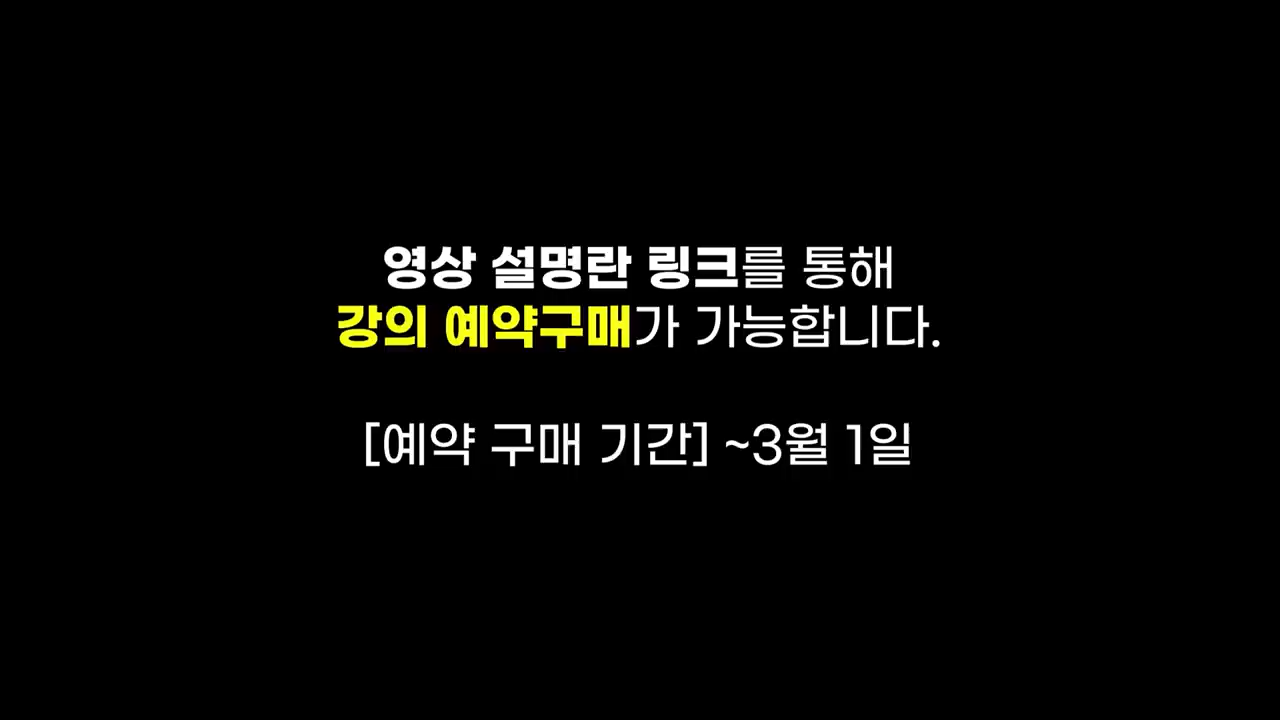 영상 설명란 링크를 통해
강의 예약구매가 가능합니다.
[예약 구매 기간] ~3월 1일